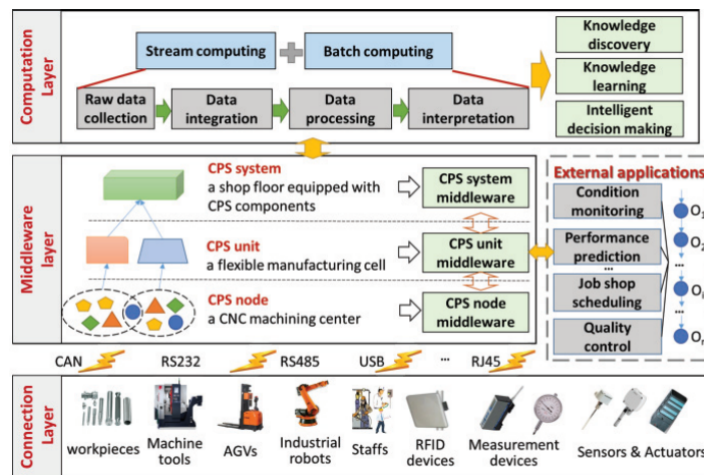 Computation Layer
Stream computing
Batch computing
Raw data collection
Data integration
Data processing
Data interpretation
Knowledge discovery
Knowledge learning
Intelligent decision making
Middleware layer
CPS system
a shop floor equipped with
CPS components
CPS system middleware
CPS unit
a flexible manufacturing cell
CPS unit middleware
CPS node
a CNC machining center
CPS node middleware
External applications
Condition monitoring
Performance prediction
...
Job shop scheduling
Quality control
O1
O2
...
Oi
...
On
CAN
RS232
RS485
USB
...
RJ45
Connection Layer
workpieces
Machine tools
AGVs
Industrial robots
Staffs
RFID devices
Measurement devices
Sensors & Actuators